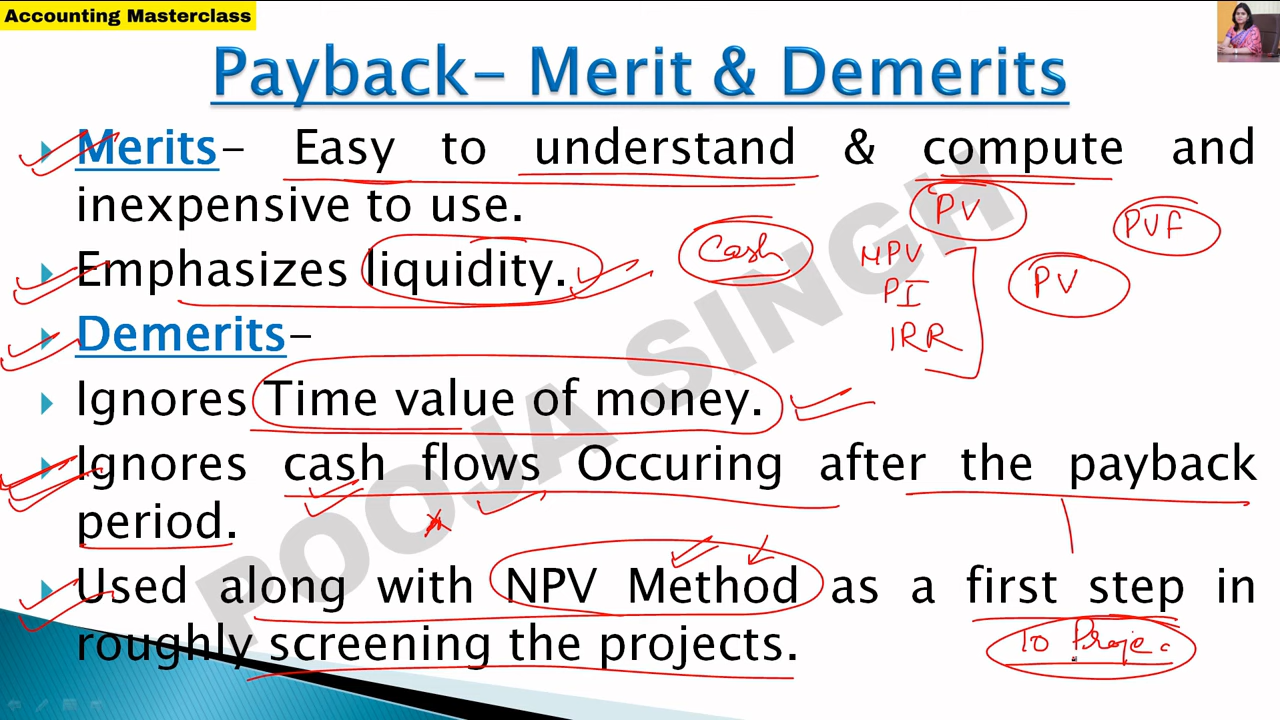 Accounting Masterclass
Payback- Merit & Demerits
Merits- Easy to understand & compute and
inexpensive to use.
PV
PVF
Emphasizes liquidity.
Cash
NPV
PI
IRR
PV
Demerits-
Ignores Time value of money.
Ignores cash flows Occuring after the payback
period.
Used along with NPV Method as a first step in
roughly screening the projects.
10 Projec
POOJA SINGH